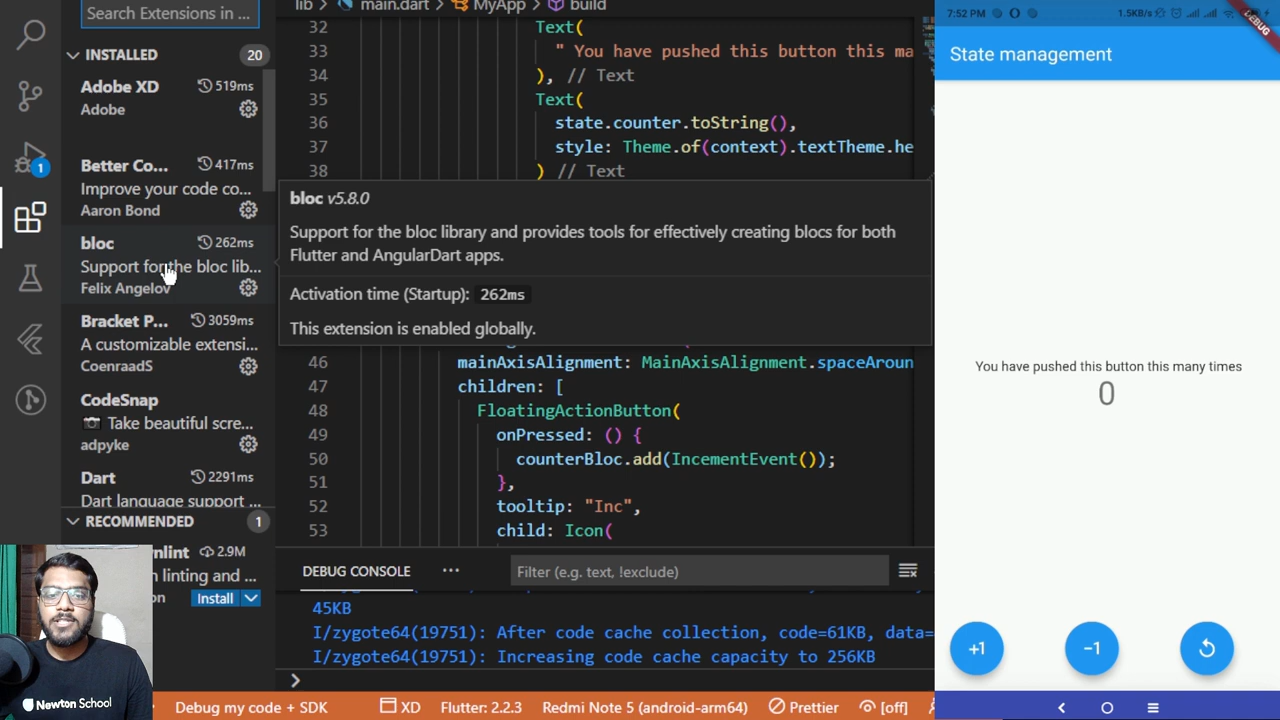 Search Extensions in ...
INSTALLED
20
Adobe XD
519ms
Adobe
Better Co...
417ms
Improve your code co...
Aaron Bond
bloc
262ms
Support for the bloc lib...
Felix Angelov
Bracket P...
3059ms
A customizable extensi...
CoenraadS
CodeSnap
Take beautiful scre...
adpyke
Dart
2291ms
Dart language support ...
RECOMMENDED
1
2.9M
linting and ...
Install
1
lib
main.dart
MyApp
build
32 Text(
33 " You have pushed this button this ma
34 ), // Text
35 Text(
36 state.counter.toString(),
37 style: Theme.of(context).textTheme.he
38 ) // Text
bloc v5.8.0
Support for the bloc library and provides tools for effectively creating blocs for both
Flutter and AngularDart apps.
Activation time (Startup): 262ms
This extension is enabled globally.
46 mainAxisAlignment: MainAxisAlignment.spaceAroun
47 children: [
48 FloatingActionButton(
49 onPressed: () {
50 counterBloc.add(IncementEvent());
51 },
52 tooltip: "Inc",
53 child: Icon(
DEBUG CONSOLE
...
Filter (e.g. text, !exclude)
45KB
I/zygote64(19751): After code cache collection, code=61KB, data=
I/zygote64(19751): Increasing code cache capacity to 256KB
>
Newton School
Debug my code + SDK
XD
Flutter: 2.2.3
Redmi Note 5 (android-arm64)
Prettier
[off]
7:52 PM
1.5KB/s
DEBUG
State management
You have pushed this button this many times
0
+1
-1